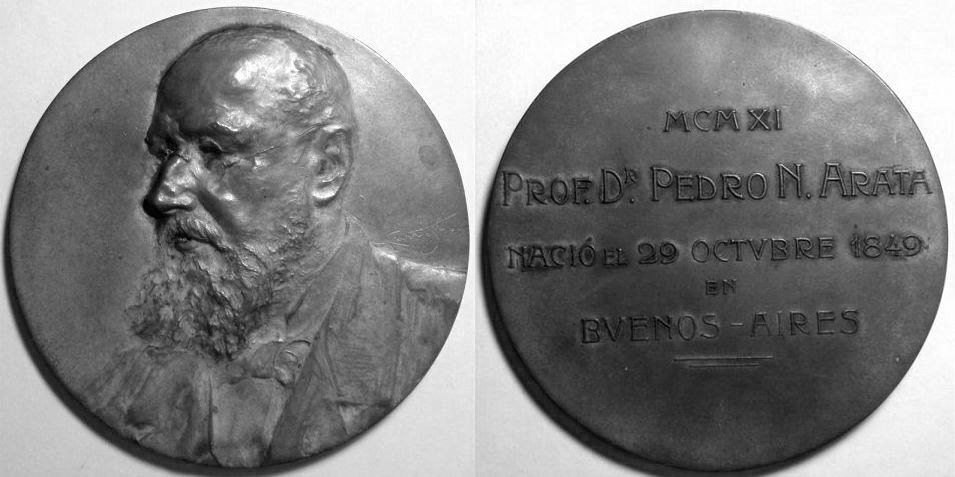 MCMXI
PROF. DR. PEDRO N. ARATA
NACIÓ EL 29 OCTVBRE 1849
EN
BVENOS-AIRES